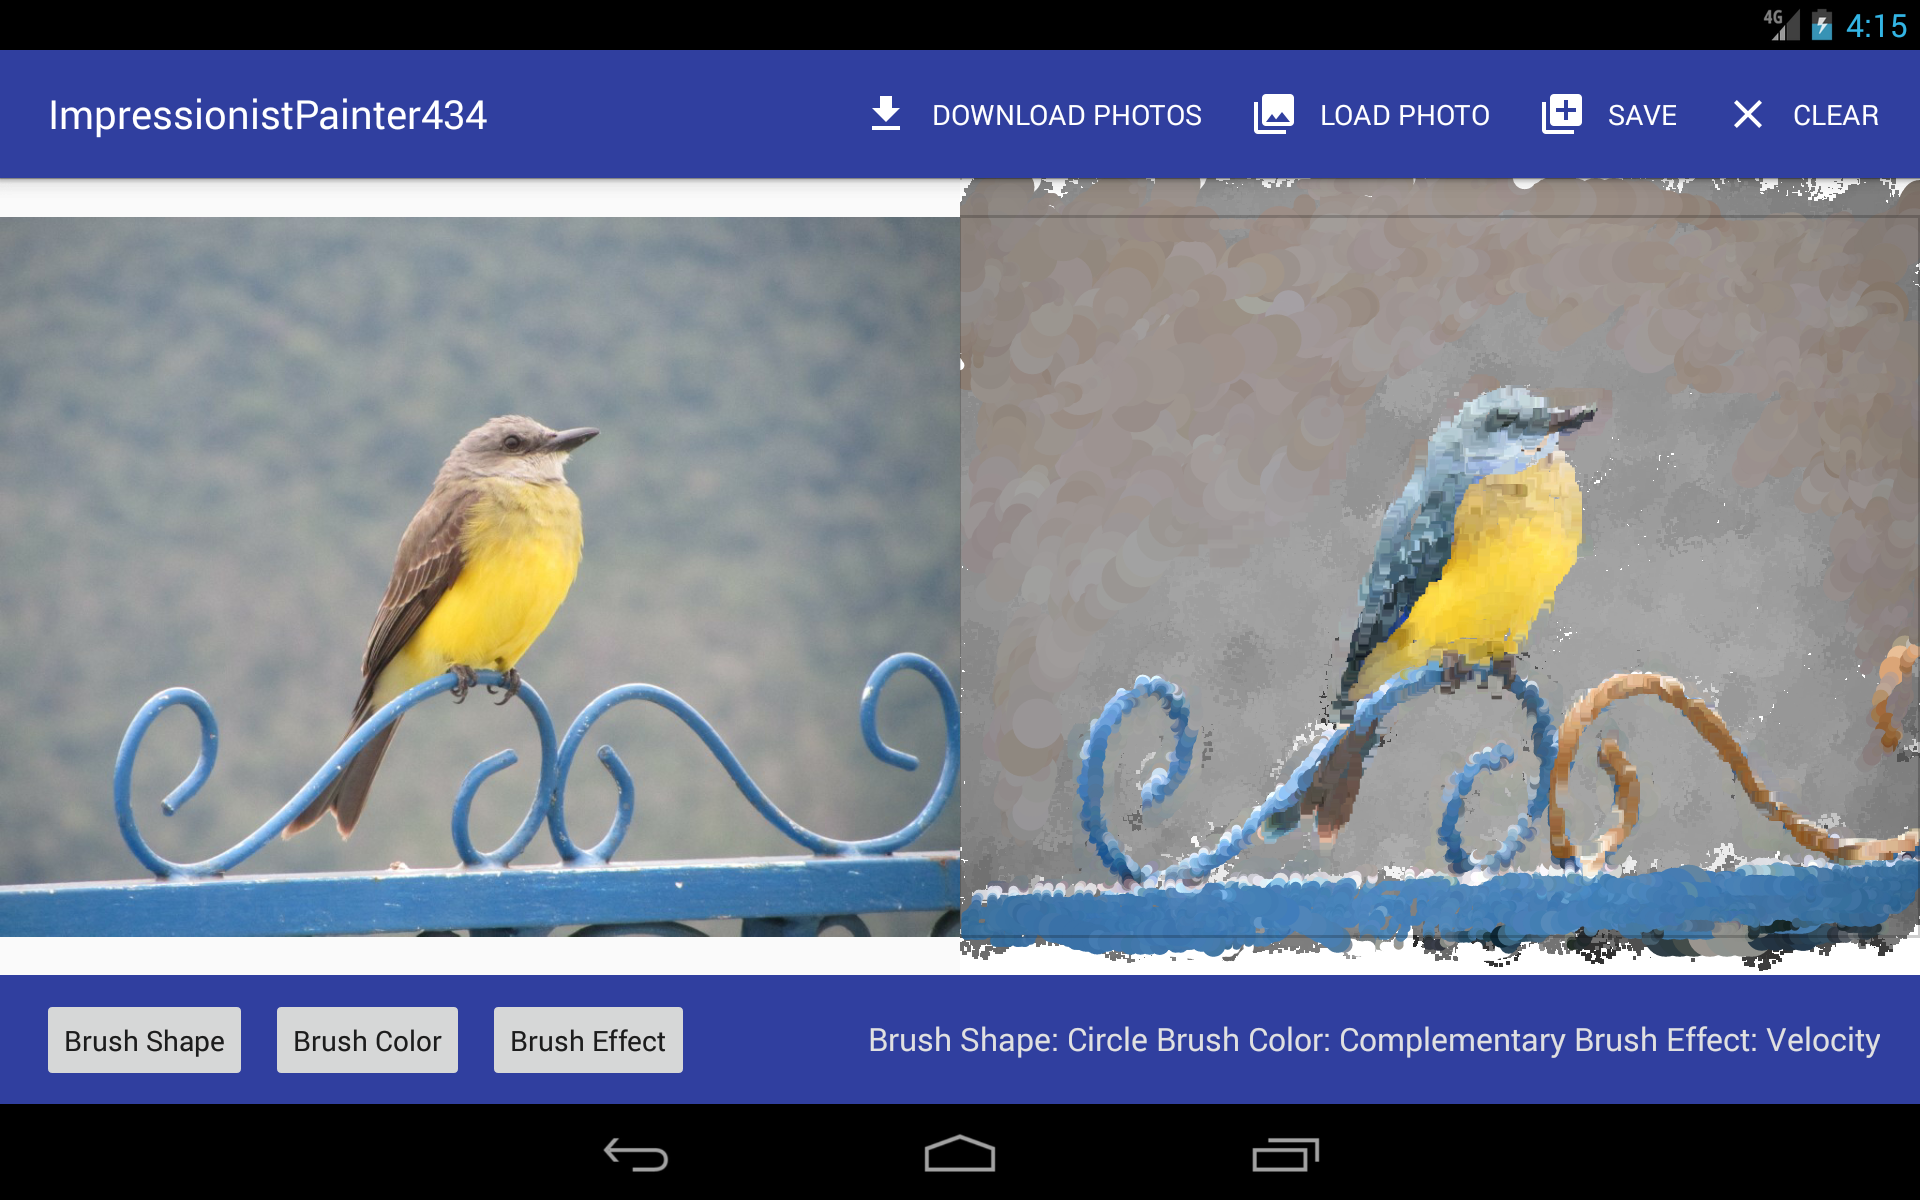 4G 4:15
ImpressionistPainter434 DOWNLOAD PHOTOS LOAD PHOTO SAVE CLEAR
Brush Shape Brush Color Brush Effect Brush Shape: Circle Brush Color: Complementary Brush Effect: Velocity